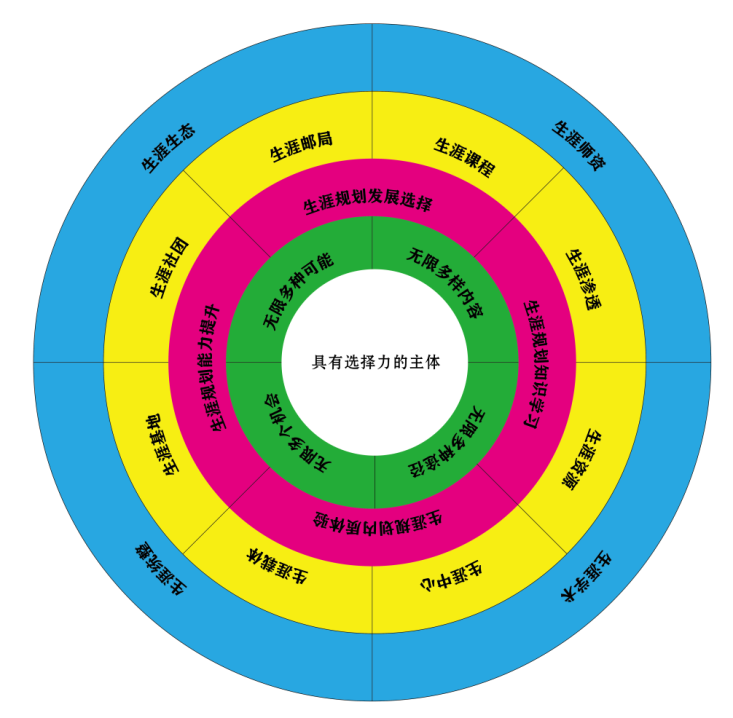 生涯生态
生涯师资
生涯学术
生涯统整
生涯邮局
生涯课程
生涯渗透
生涯资源
生涯中心
生涯载体
生涯基地
生涯社团
生涯规划发展选择
生涯规划知识学习
生涯规划内质体验
生涯规划能力提升
无限多种可能
无限多样内容
无限多种途径
无限多个机会
具有选择力的主体